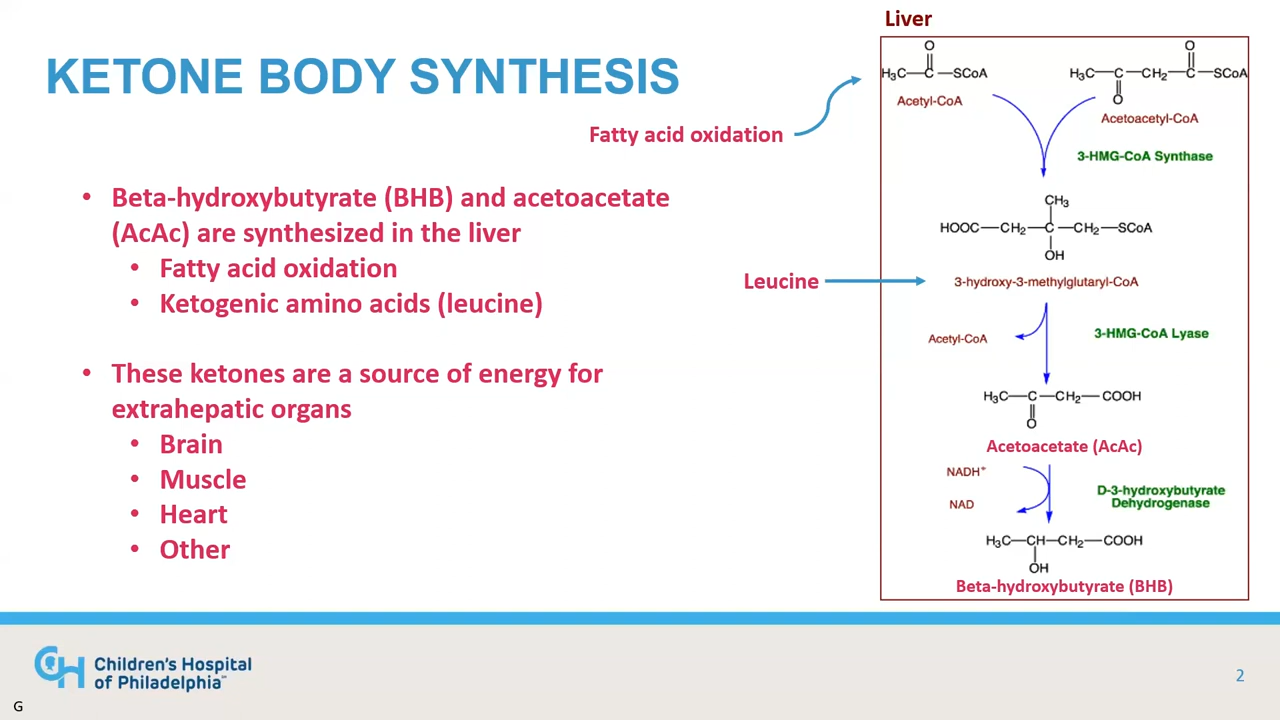 Liver
KETONE BODY SYNTHESIS
Fatty acid oxidation
• Beta-hydroxybutyrate (BHB) and acetoacetate
(AcAc) are synthesized in the liver
• Fatty acid oxidation
• Ketogenic amino acids (leucine)
• These ketones are a source of energy for
extrahepatic organs
• Brain
• Muscle
• Heart
• Other
Leucine
O
H₃C—C—SCoA
Acetyl-CoA
O
H₃C—C—CH₂—C—SCoA
O
Acetoacetyl-CoA
3-HMG-CoA Synthase
CH₃
HOOC—CH₂—C—CH₂—SCoA
OH
3-hydroxy-3-methylglutaryl-CoA
Acetyl-CoA
3-HMG-CoA Lyase
H₃C—C—CH₂—COOH
O
Acetoacetate (AcAc)
NADH⁺
NAD
D-3-hydroxybutyrate
Dehydrogenase
H₃C—CH—CH₂—COOH
OH
Beta-hydroxybutyrate (BHB)
CH Children's Hospital
of Philadelphia
2
G